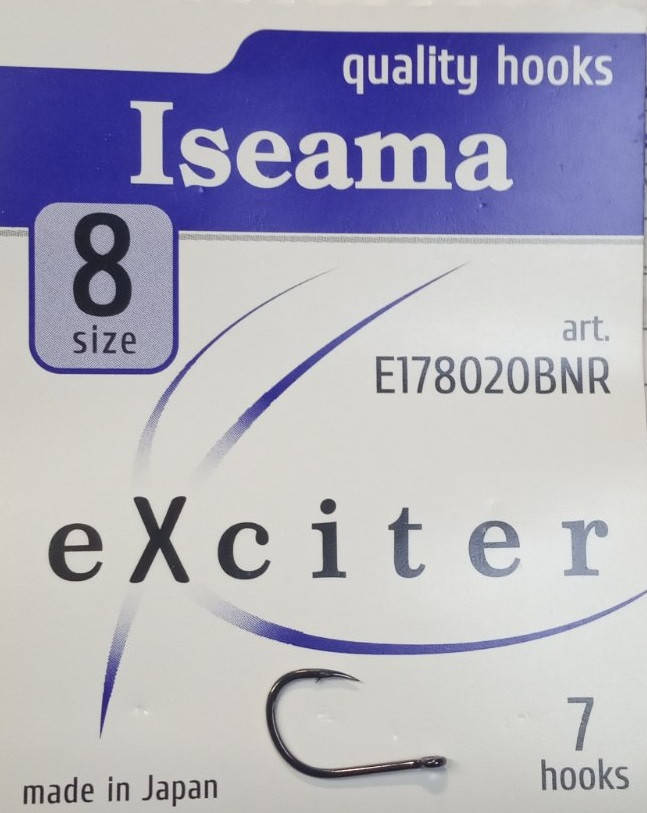 quality hooks
Iseama
8
size
art.
E178020BNR
eXciter
7
hooks
made in Japan